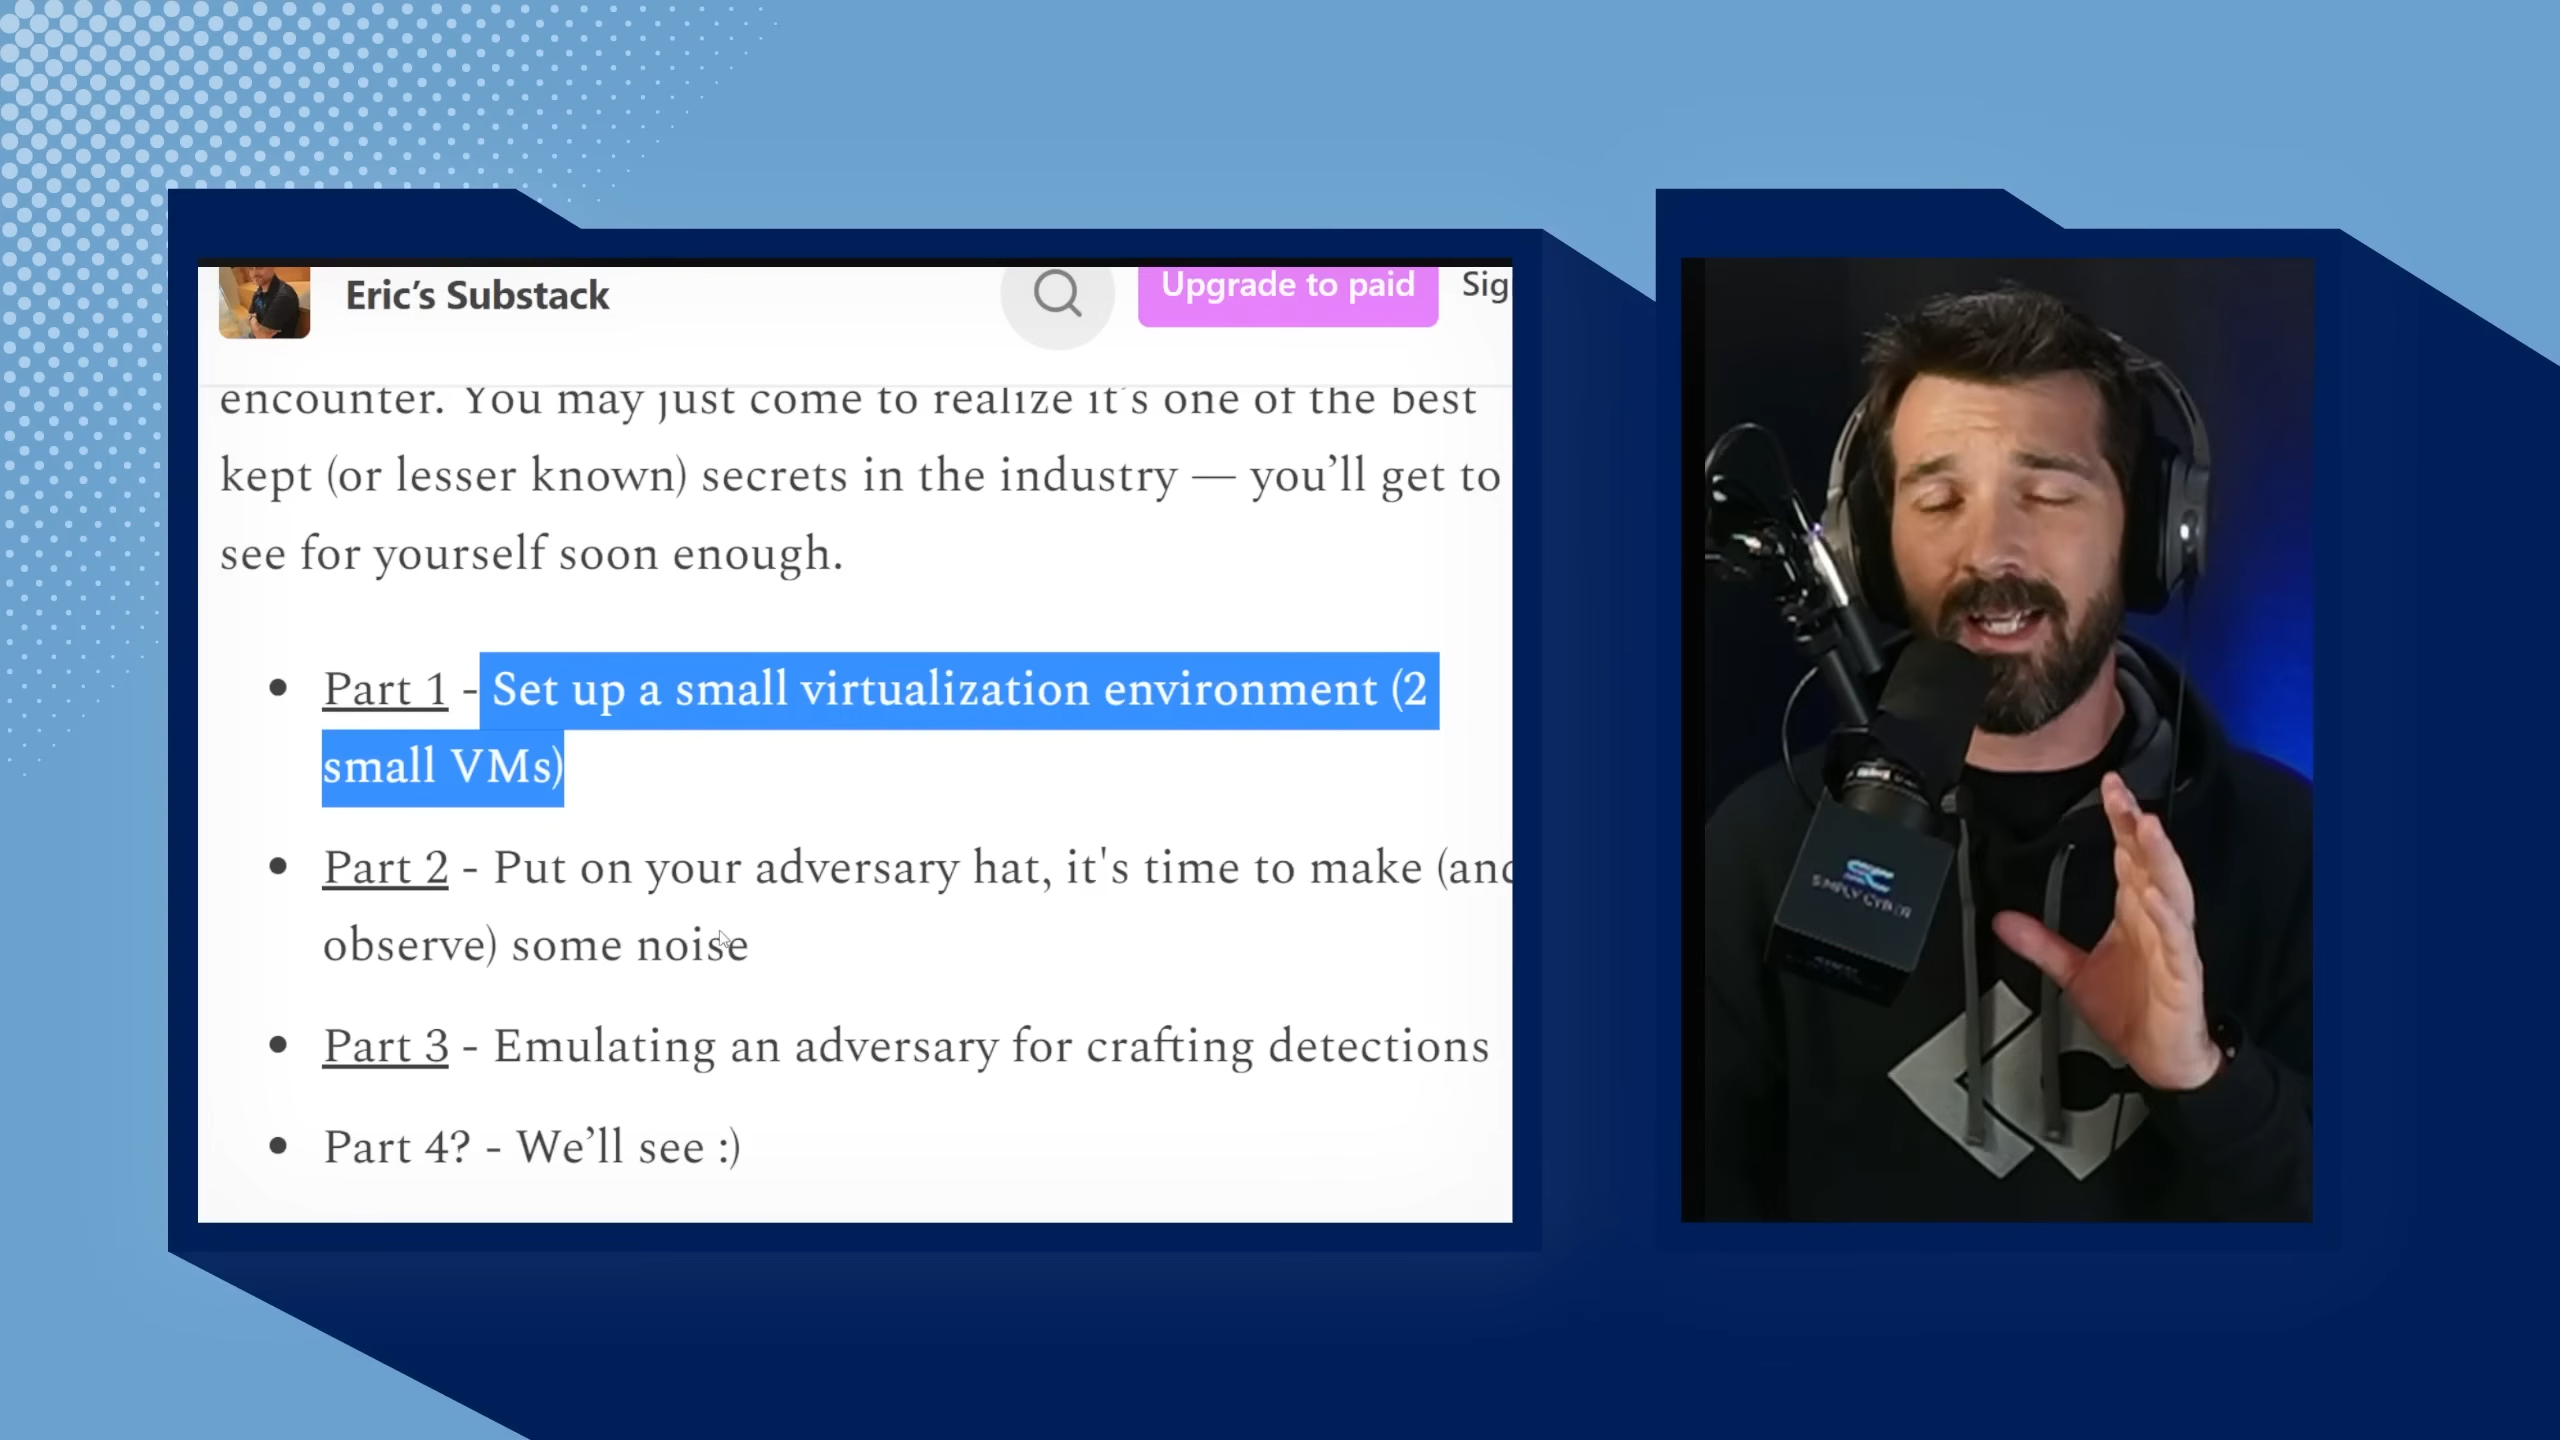 Eric’s Substack
Upgrade to paid
Sig
encounter. You may just come to realize it’s one of the best
kept (or lesser known) secrets in the industry — you’ll get to
see for yourself soon enough.
• Part 1 - Set up a small virtualization environment (2
small VMs)
• Part 2 - Put on your adversary hat, it's time to make (and
observe) some noise
• Part 3 - Emulating an adversary for crafting detections
• Part 4? - We’ll see :)
SIMPLY CYBER